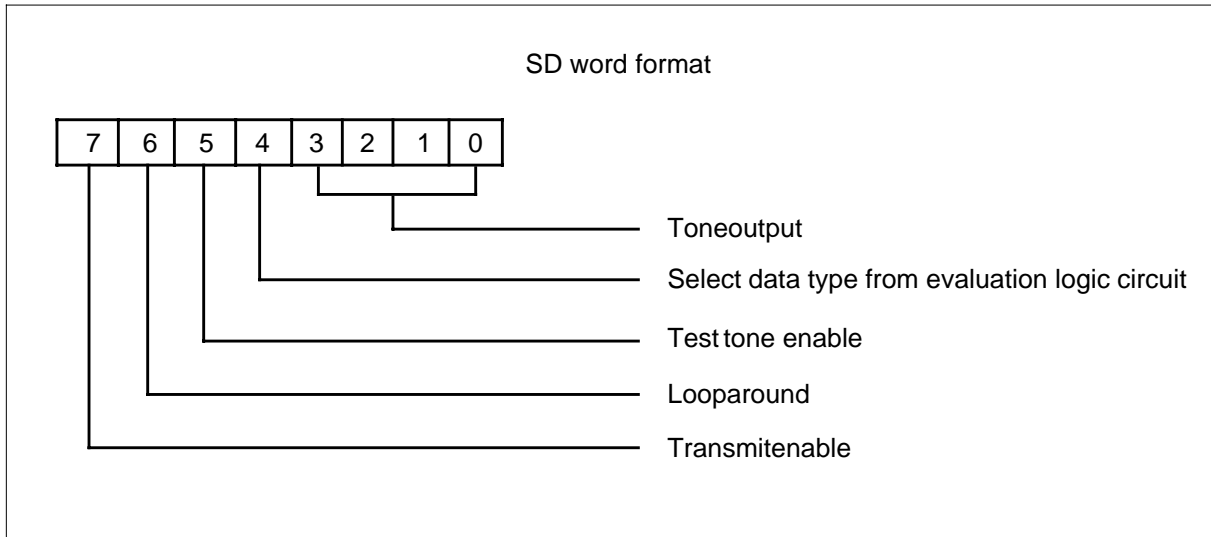 SD word format
7 6 5 4 3 2 1 0
Toneoutput
Select data type from evaluation logic circuit
Test tone enable
Looparound
Transmitenable